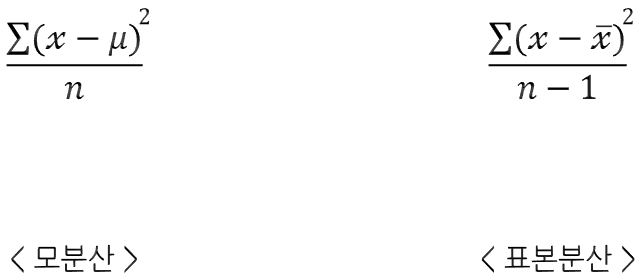 ∑(x − μ)² / n
∑(x − x̄)² / (n − 1)
< 모분산 >
< 표본분산 >